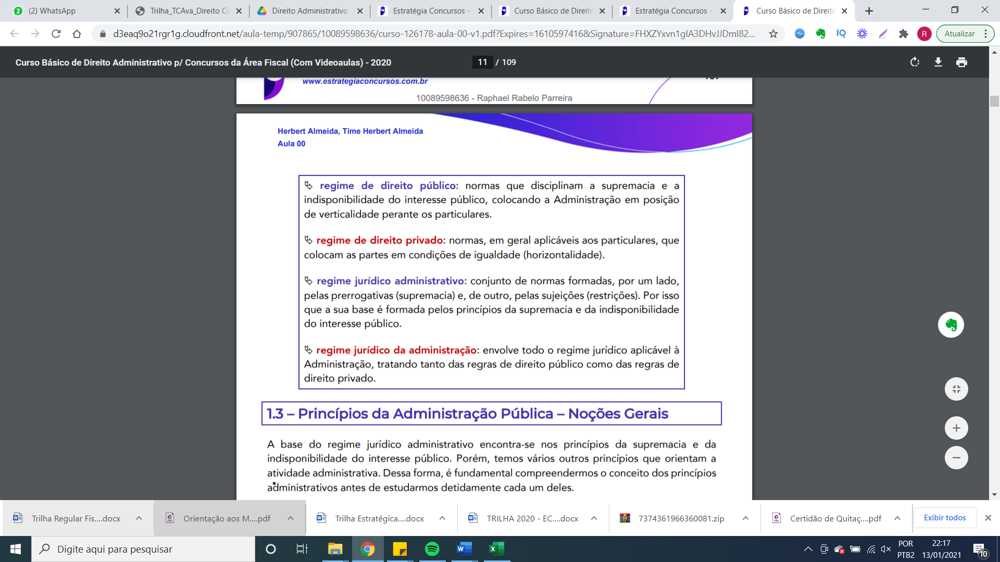 (2) WhatsApp
Trilha_TCAva_Direito Co
Direito Administrativo
Estratégia Concursos -
Curso Básico de Direito
Estratégia Concursos -
Curso Básico de Direito
d3eaq9o21rgr1g.cloudfront.net/aula-temp/907865/10089598636/curso-126178-aula-00-v1.pdf?Expires=1610597416&Signature=FHXZYxvn1gIA3DHvJJDmI82...
IQ
R
Atualizar
Curso Básico de Direito Administrativo p/ Concursos da Área Fiscal (Com Videoaulas) - 2020
11 / 109
www.estrategiaconcursos.com.br
10089598636 - Raphael Rabelo Parreira
Herbert Almeida, Time Herbert Almeida
Aula 00
regime de direito público: normas que disciplinam a supremacia e a
indisponibilidade do interesse público, colocando a Administração em posição
de verticalidade perante os particulares.
regime de direito privado: normas, em geral aplicáveis aos particulares, que
colocam as partes em condições de igualdade (horizontalidade).
regime jurídico administrativo: conjunto de normas formadas, por um lado,
pelas prerrogativas (supremacia) e, de outro, pelas sujeições (restrições). Por isso
que a sua base é formada pelos princípios da supremacia e da indisponibilidade
do interesse público.
regime jurídico da administração: envolve todo o regime jurídico aplicável à
Administração, tratando tanto das regras de direito público como das regras de
direito privado.
1.3 – Princípios da Administração Pública – Noções Gerais
A base do regime jurídico administrativo encontra-se nos princípios da supremacia e da
indisponibilidade do interesse público. Porém, temos vários outros princípios que orientam a
atividade administrativa. Dessa forma, é fundamental compreendermos o conceito dos princípios
administrativos antes de estudarmos detidamente cada um deles.
Trilha Regular Fis....docx
Orientação aos M....pdf
Trilha Estratégica....docx
TRILHA 2020 - EC....docx
7374361966360081.zip
Certidão de Quitaç....pdf
Exibir todos
Digite aqui para pesquisar
POR
PTB2
22:17
13/01/2021
10